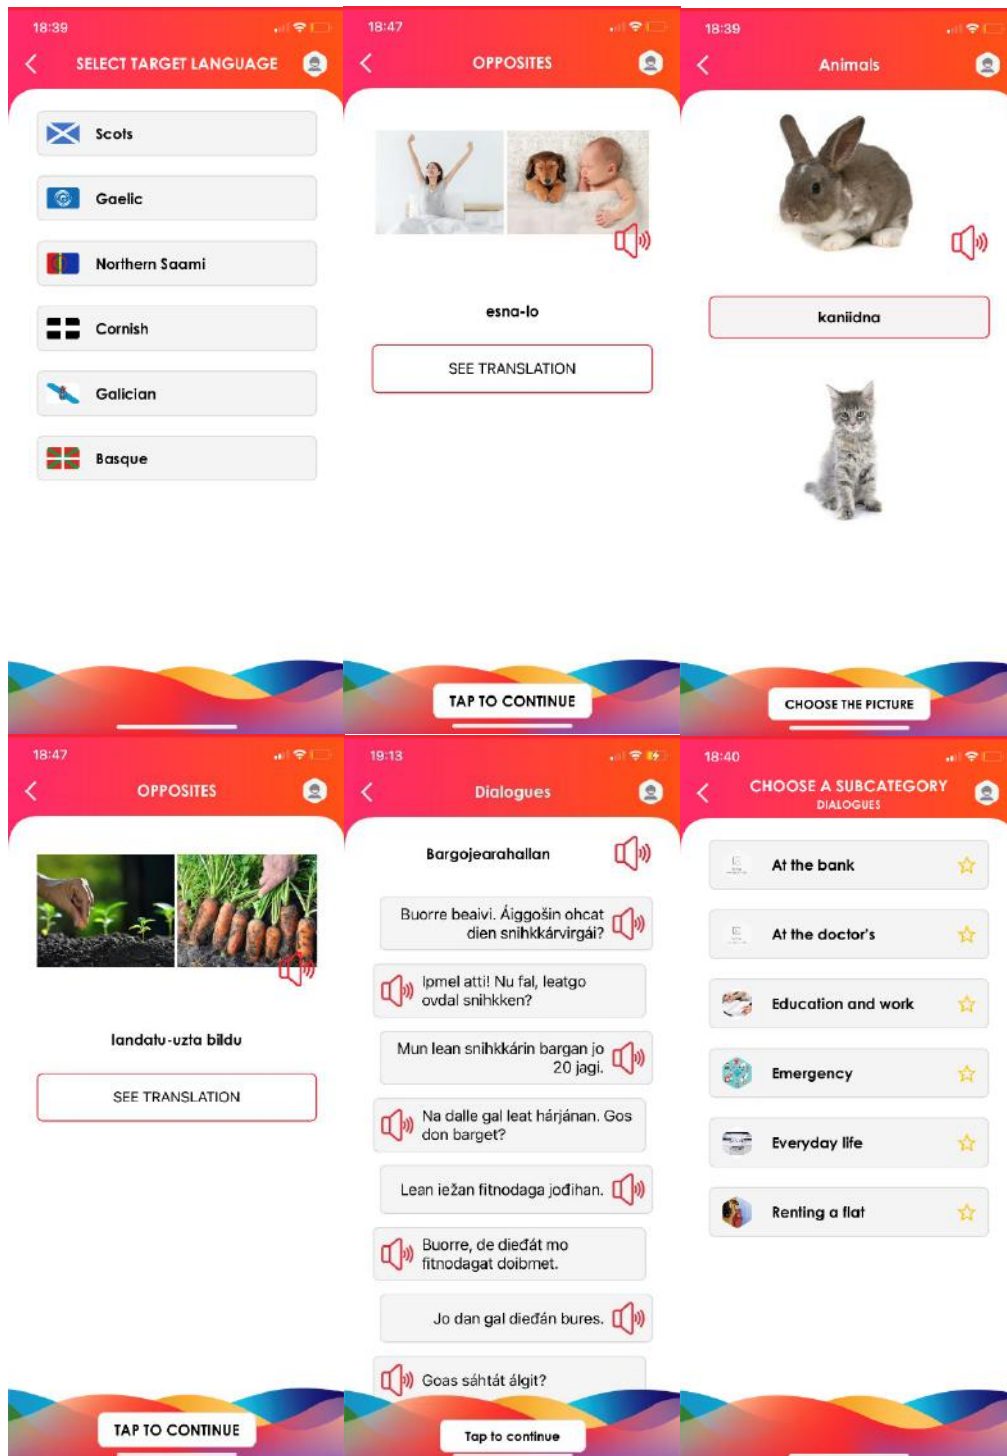 18:39
SELECT TARGET LANGUAGE
Scots
Gaelic
Northern Saami
Cornish
Galician
Basque
18:47
OPPOSITES
esna-lo
SEE TRANSLATION
TAP TO CONTINUE
18:39
Animals
kaniidna
CHOOSE THE PICTURE
18:47
OPPOSITES
landatu-uzta bildu
SEE TRANSLATION
TAP TO CONTINUE
19:13
Dialogues
Bargojearahallan
Buorre beaivi. Áiggošin ohcat
dien snihkkárvirgái?
Ipmel atti! Nu fal, leatgo
ovdal snihkken?
Mun lean snihkkárin bargan jo
20 jagi.
Na dalle gal leat hárjánan. Gos
don barget?
Lean iežan fitnodaga jođihan.
Buorre, de dieđát mo
fitnodagat doibmet.
Jo dan gal dieđán bures.
Goas sáhtát álgit?
Tap to continue
18:40
CHOOSE A SUBCATEGORY
DIALOGUES
At the bank
At the doctor's
Education and work
Emergency
Everyday life
Renting a flat